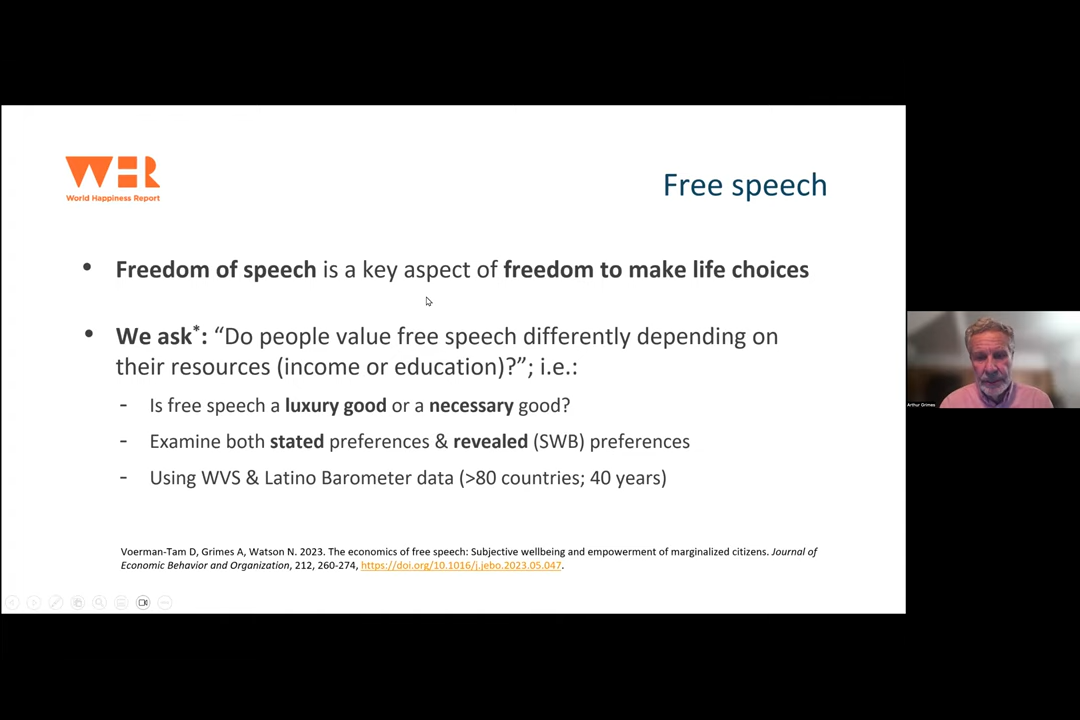 WHR
World Happiness Report
Free speech
• Freedom of speech is a key aspect of freedom to make life choices
• We ask*: “Do people value free speech differently depending on
their resources (income or education)?”; i.e.:
- Is free speech a luxury good or a necessary good?
- Examine both stated preferences & revealed (SWB) preferences
- Using WVS & Latino Barometer data (>80 countries; 40 years)
Voerman-Tam D, Grimes A, Watson N. 2023. The economics of free speech: Subjective wellbeing and empowerment of marginalized citizens. Journal of
Economic Behavior and Organization, 212, 260-274, https://doi.org/10.1016/j.jebo.2023.05.047.
Arthur Grimes